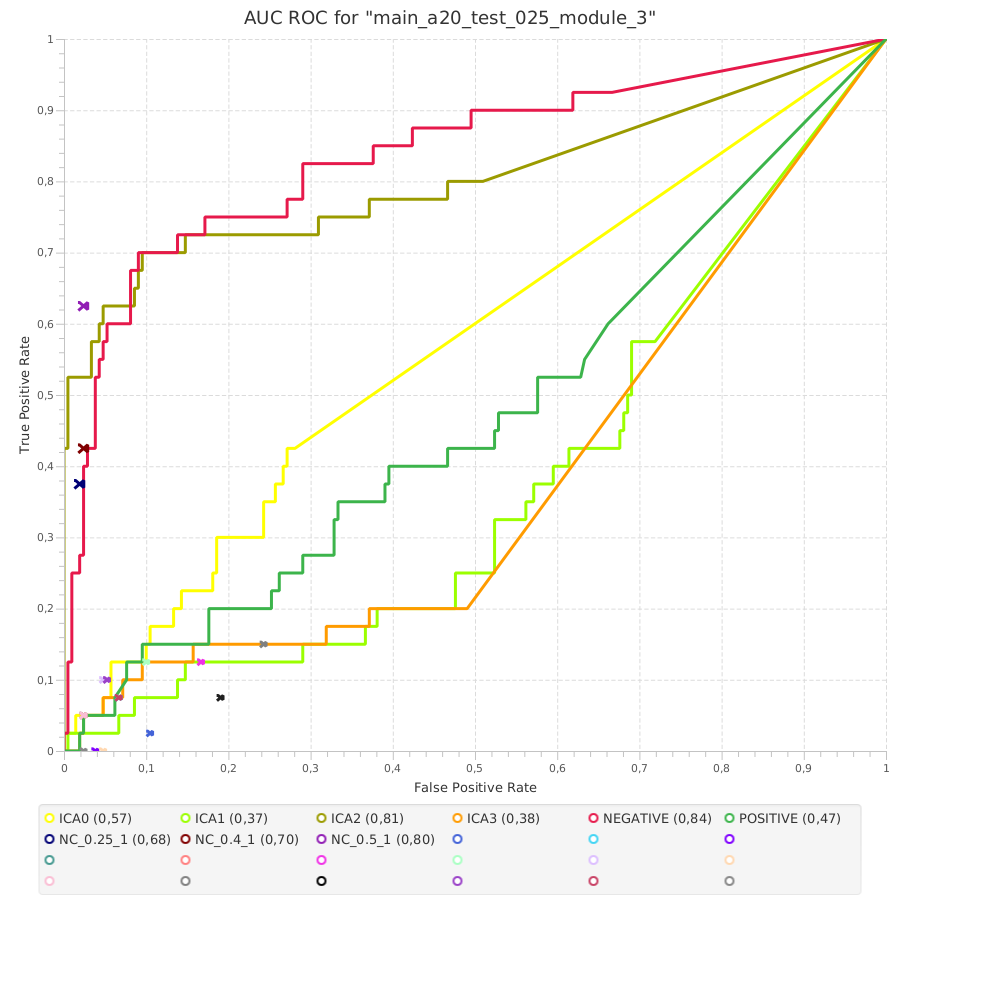 AUC ROC for "main_a20_test_025_module_3"
1
0,9
0,8
0,7
0,6
0,5
0,4
0,3
0,2
0,1
0
True Positive Rate
0 0,1 0,2 0,3 0,4 0,5 0,6 0,7 0,8 0,9 1
False Positive Rate
ICA0 (0,57) ICA1 (0,37) ICA2 (0,81) ICA3 (0,38) NEGATIVE (0,84) POSITIVE (0,47)
NC_0.25_1 (0,68) NC_0.4_1 (0,70) NC_0.5_1 (0,80)